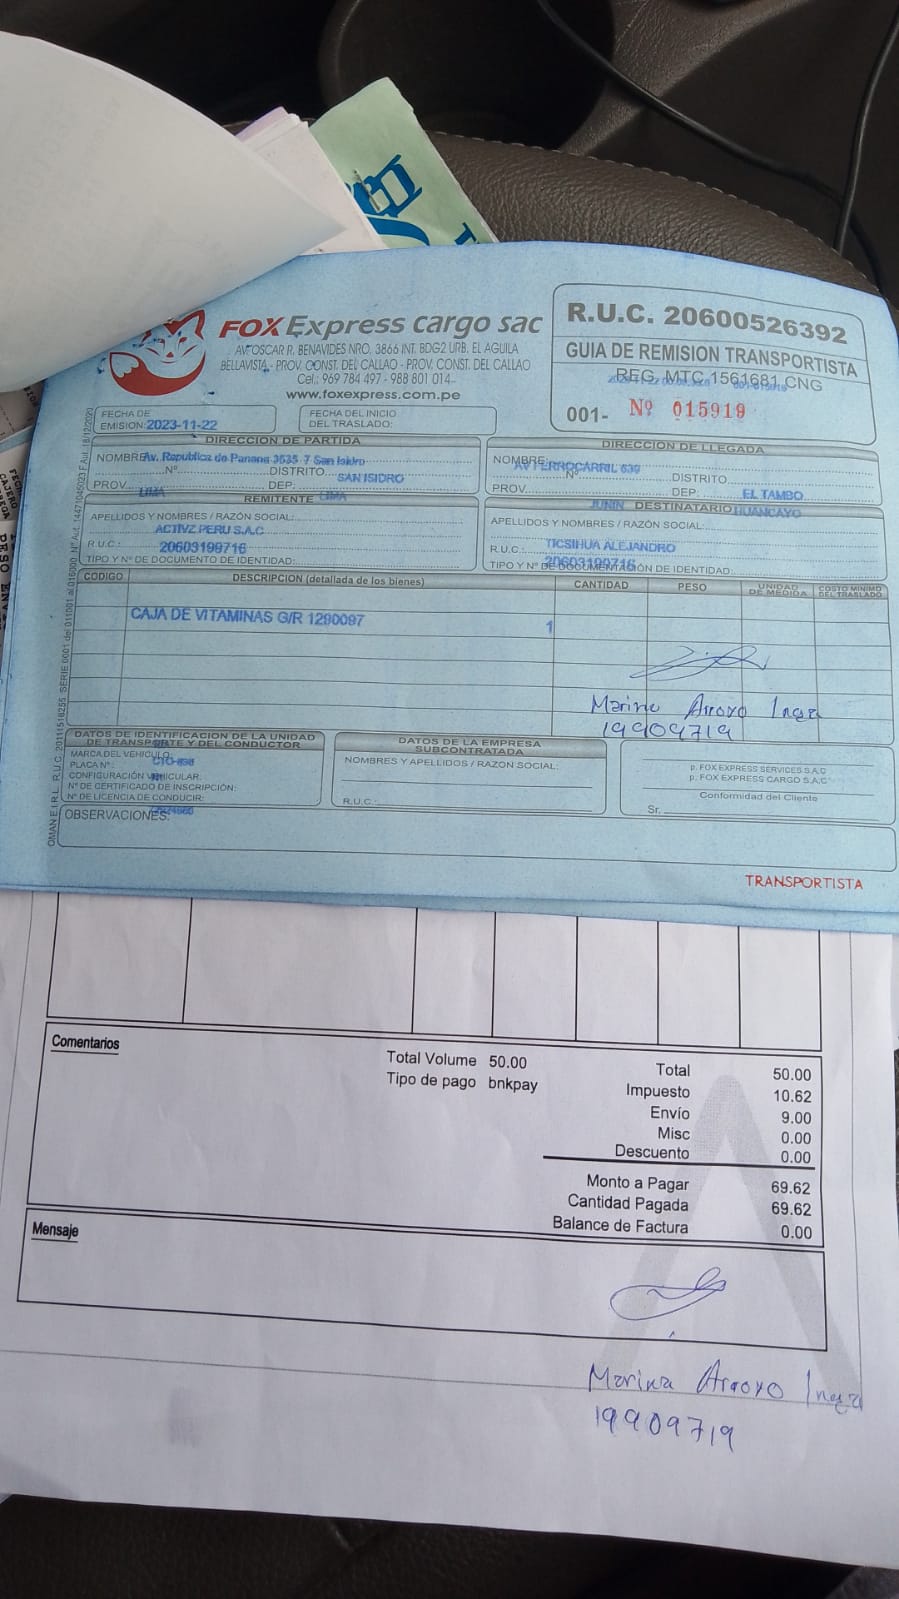 FOX Express cargo sac
AV. OSCAR R. BENAVIDES NRO. 3866 INT. BDG2 URB. EL AGUILA
BELLAVISTA - PROV. CONST. DEL CALLAO - PROV. CONST. DEL CALLAO
Cel.: 969 784 497 - 988 801 014
www.foxexpress.com.pe
R.U.C. 20600526392
GUIA DE REMISION TRANSPORTISTA
REG. MTC 1561681 CNG
001- Nº 015919
FECHA DE
EMISION: 2023-11-22
FECHA DEL INICIO
DEL TRASLADO:
DIRECCION DE PARTIDA
NOMBRE Av. Republica de Panama 3535 7 San Isidro
Nº DISTRITO SAN ISIDRO
PROV. LIMA DEP. LIMA
DIRECCION DE LLEGADA
NOMBRE: AV FERROCARRIL 639
Nº DISTRITO EL TAMBO
PROV. JUNIN DEP. HUANCAYO
REMITENTE
APELLIDOS Y NOMBRES / RAZÓN SOCIAL:
ACTIVZ PERU S.A.C
R.U.C.: 20603199716
TIPO Y Nº DE DOCUMENTO DE IDENTIDAD:
DESTINATARIO
APELLIDOS Y NOMBRES / RAZÓN SOCIAL:
TICSIHUA ALEJANDRO
R.U.C.: 20603199716
TIPO Y Nº DE DOCUMENTACIÓN DE IDENTIDAD:
CODIGO DESCRIPCION (detallada de los bienes) CANTIDAD PESO UNIDAD DE MEDIDA COSTO MINIMO DEL TRASLADO
CAJA DE VITAMINAS G/R 1290097 1
Marina Arroyo Inga
19909719
DATOS DE IDENTIFICACION DE LA UNIDAD
DE TRANSPORTE Y DEL CONDUCTOR
MARCA DEL VEHICULO:
PLACA Nº:
CONFIGURACIÓN VEHICULAR:
Nº DE CERTIFICADO DE INSCRIPCIÓN:
Nº DE LICENCIA DE CONDUCIR:
DATOS DE LA EMPRESA
SUBCONTRATADA
NOMBRES Y APELLIDOS / RAZON SOCIAL:
R.U.C.:
p. FOX EXPRESS SERVICES S.A.C
p. FOX EXPRESS CARGO S.A.C
Conformidad del Cliente
Sr.
OBSERVACIONES:
TRANSPORTISTA
Comentarios
Total Volume 50.00
Tipo de pago bnkpay
Total 50.00
Impuesto 10.62
Envío 9.00
Misc 0.00
Descuento 0.00
Monto a Pagar 69.62
Cantidad Pagada 69.62
Balance de Factura 0.00
Mensaje
Marina Arroyo Inga
19909719